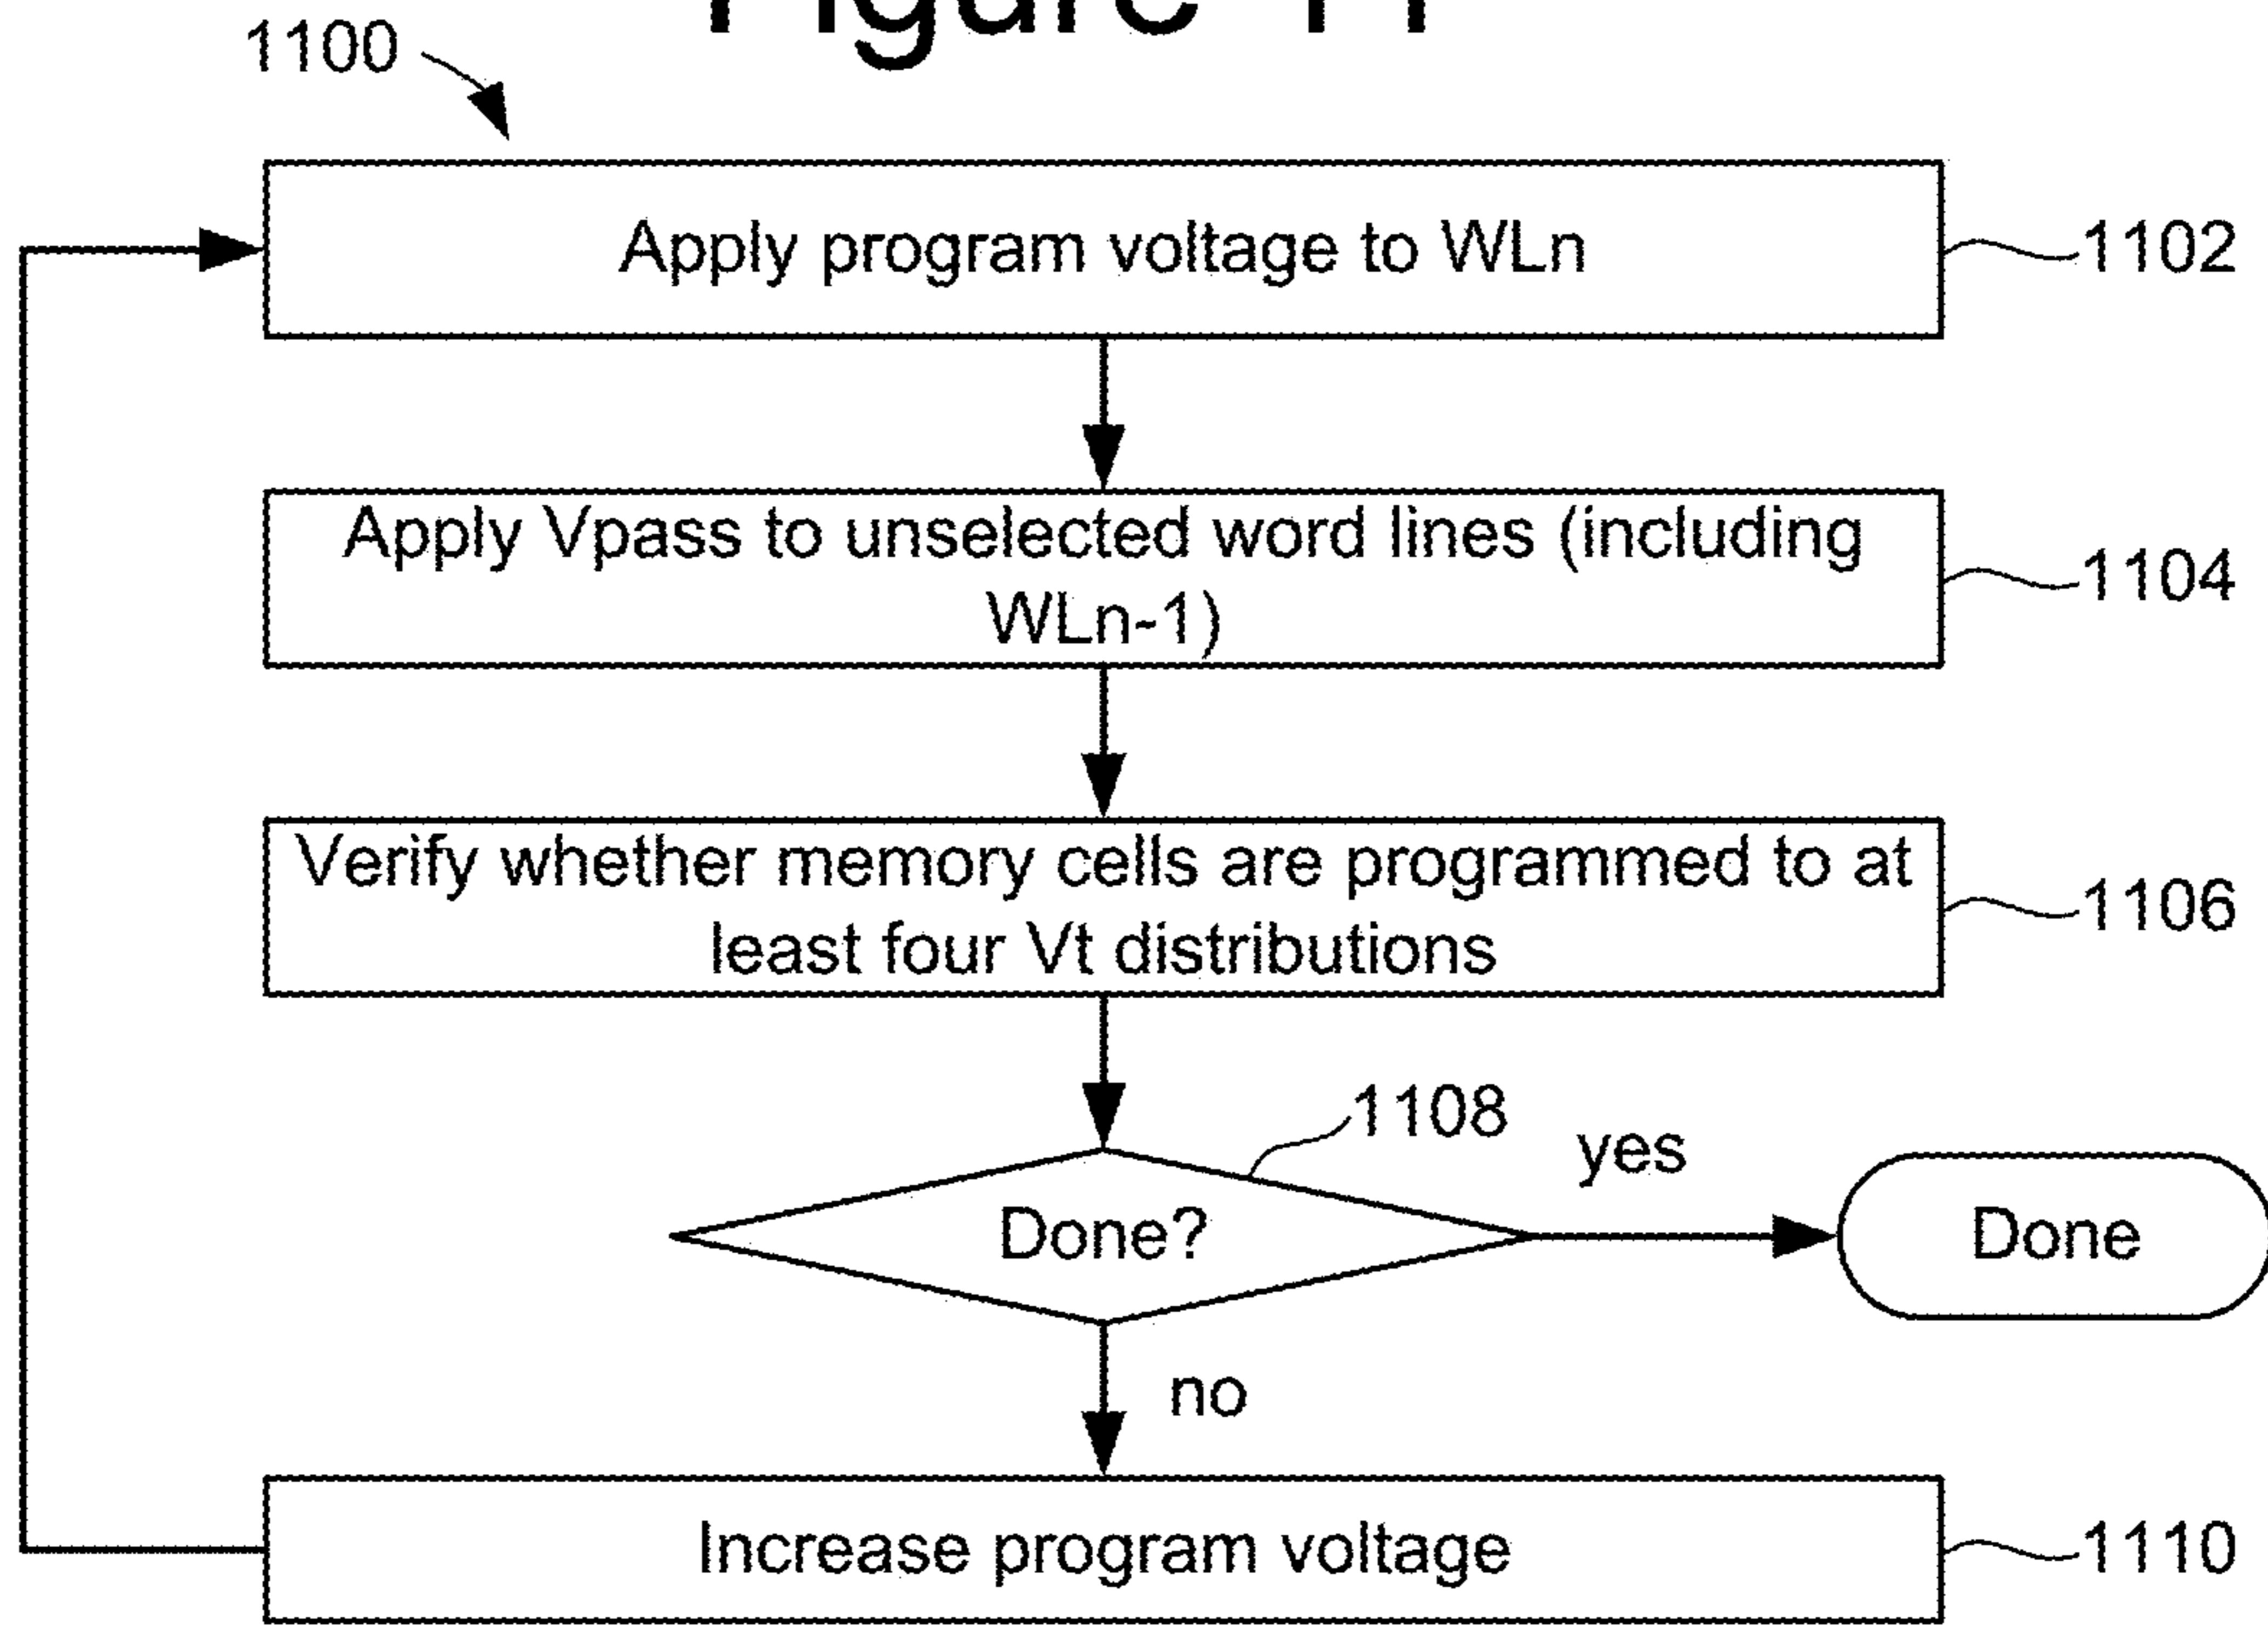 Figure 11
1100
Apply program voltage to WLn
1102
Apply Vpass to unselected word lines (including
WLn-1)
1104
Verify whether memory cells are programmed to at
least four Vt distributions
1106
1108
yes
Done?
Done
no
Increase program voltage
1110